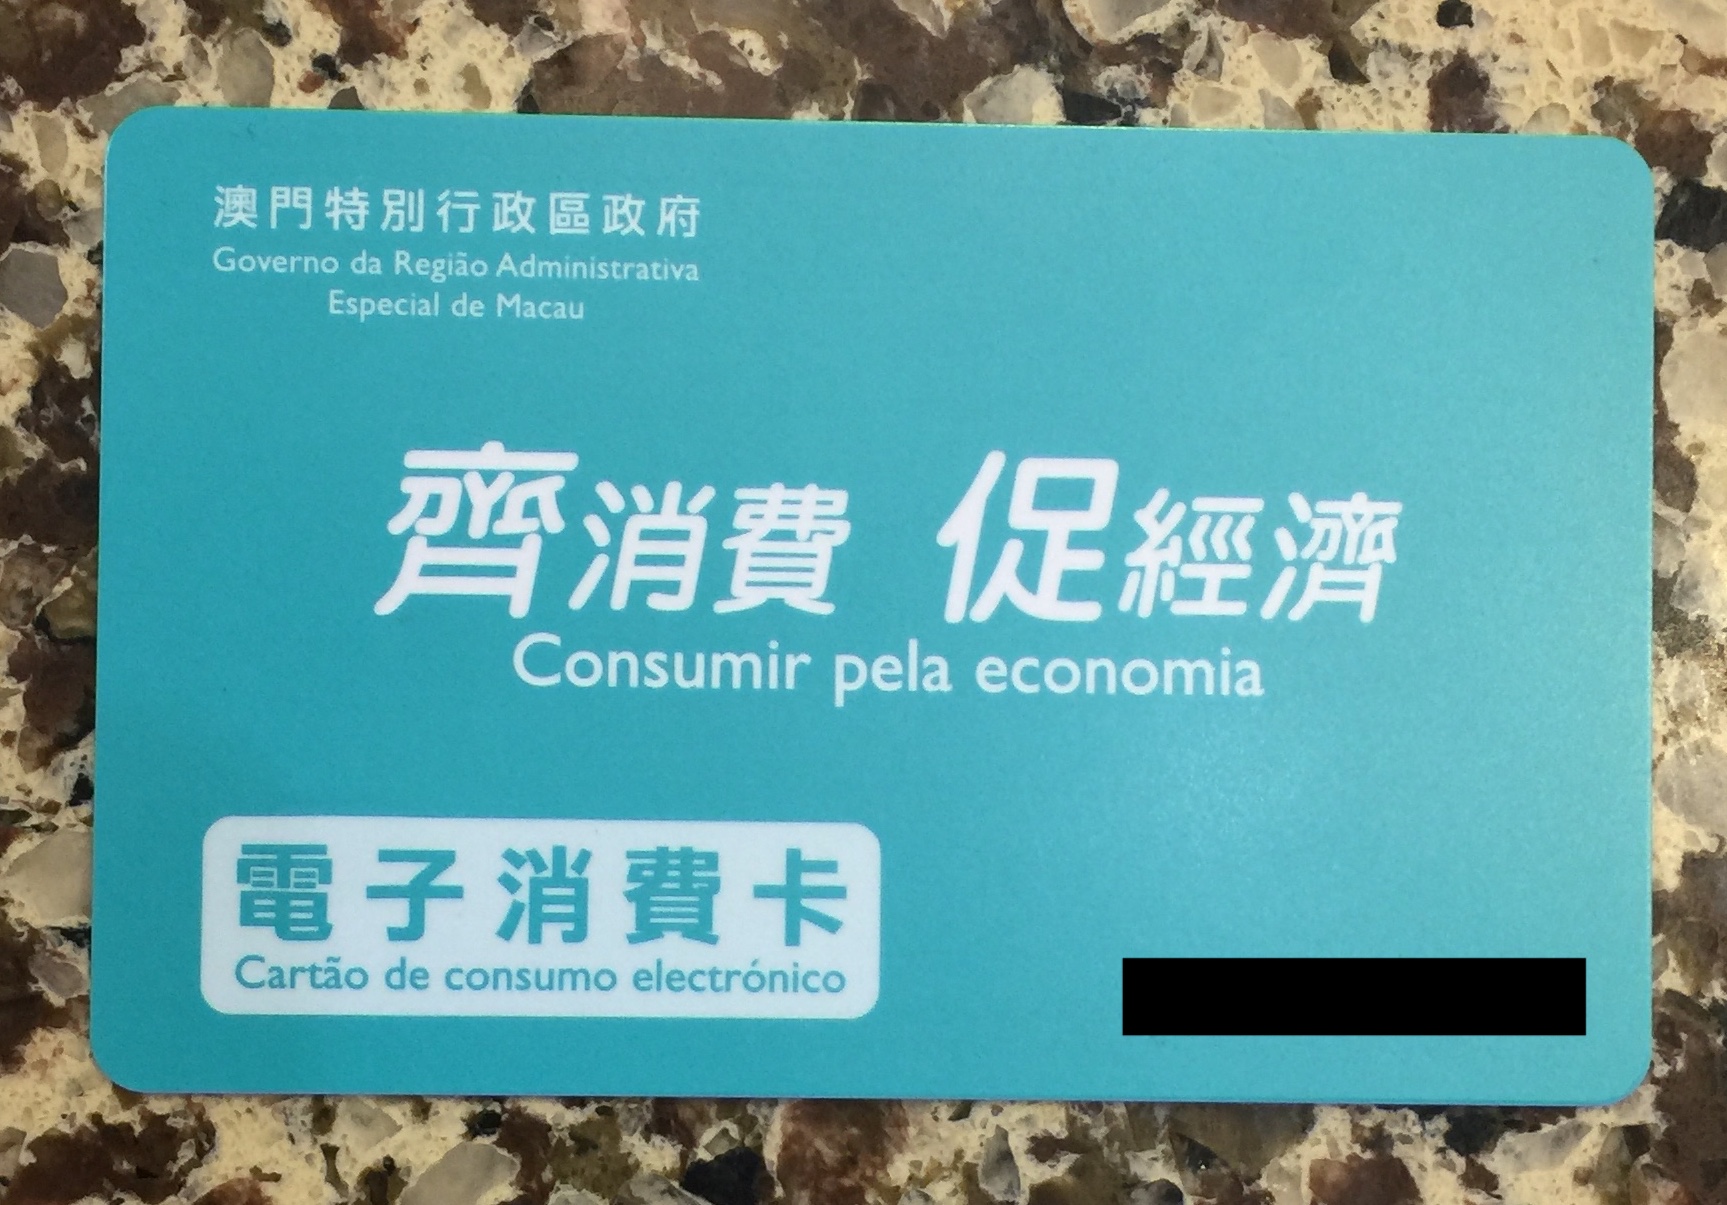 澳門特別行政區政府
Governo da Região Administrativa
Especial de Macau
齊消費 促經濟
Consumir pela economia
電子消費卡
Cartão de consumo electrónico